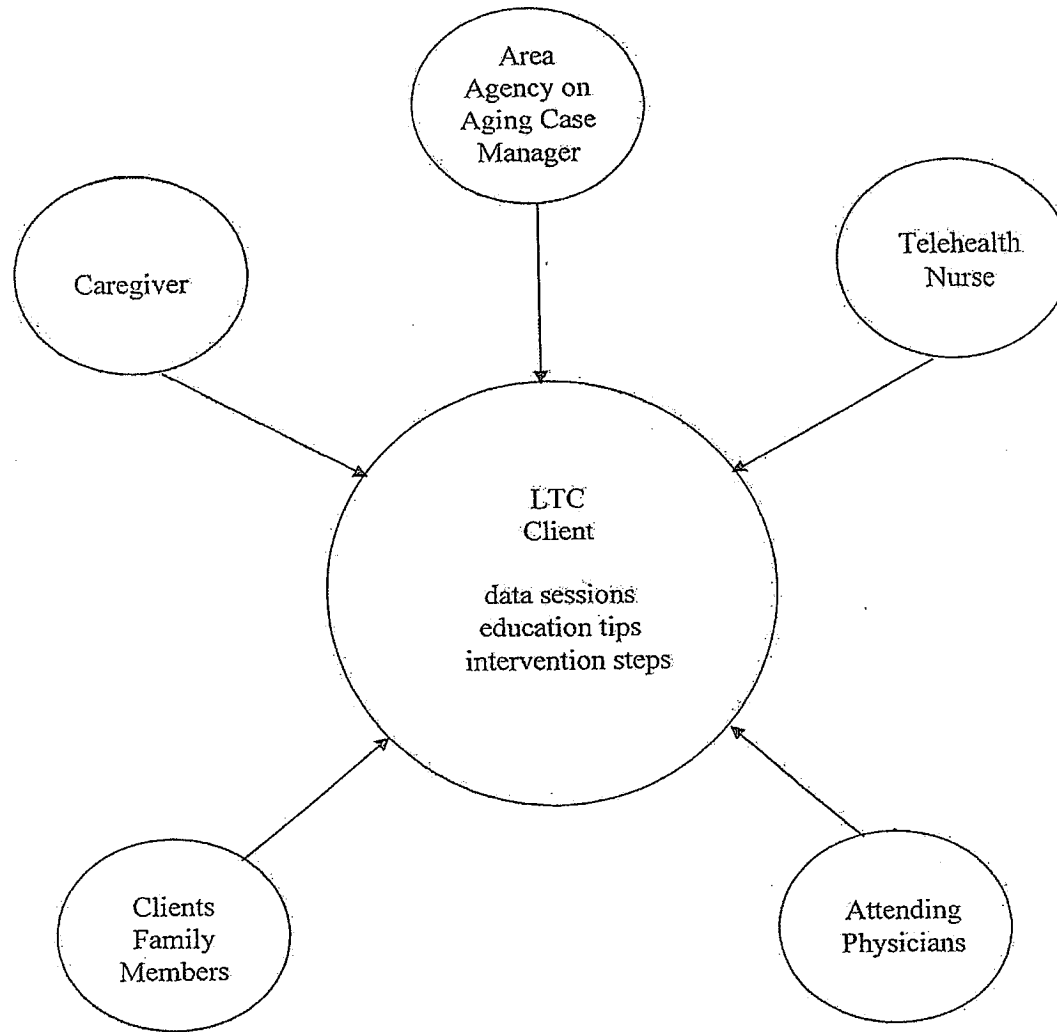 Area
Agency on
Aging Case
Manager
Caregiver
Telehealth
Nurse
LTC
Client
data sessions
education tips
intervention steps
Clients
Family
Members
Attending
Physicians